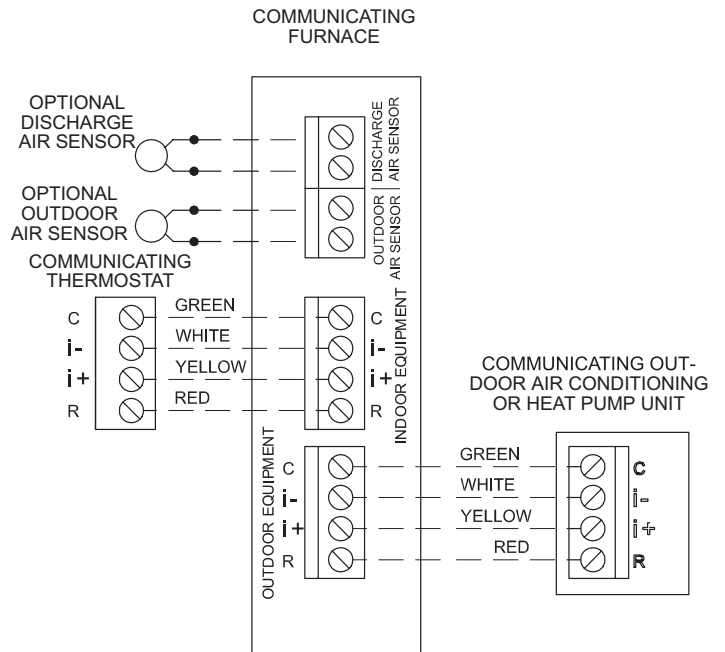 COMMUNICATING
FURNACE
OPTIONAL
DISCHARGE
AIR SENSOR
DISCHARGE
AIR SENSOR
OPTIONAL
OUTDOOR
AIR SENSOR
OUTDOOR
AIR SENSOR
COMMUNICATING
THERMOSTAT
C
i-
i+
R
GREEN
WHITE
YELLOW
RED
C
i-
i+
R
INDOOR EQUIPMENT
COMMUNICATING OUT-
DOOR AIR CONDITIONING
OR HEAT PUMP UNIT
OUTDOOR EQUIPMENT
C
i-
i+
R
GREEN
WHITE
YELLOW
RED
C
i-
i+
R